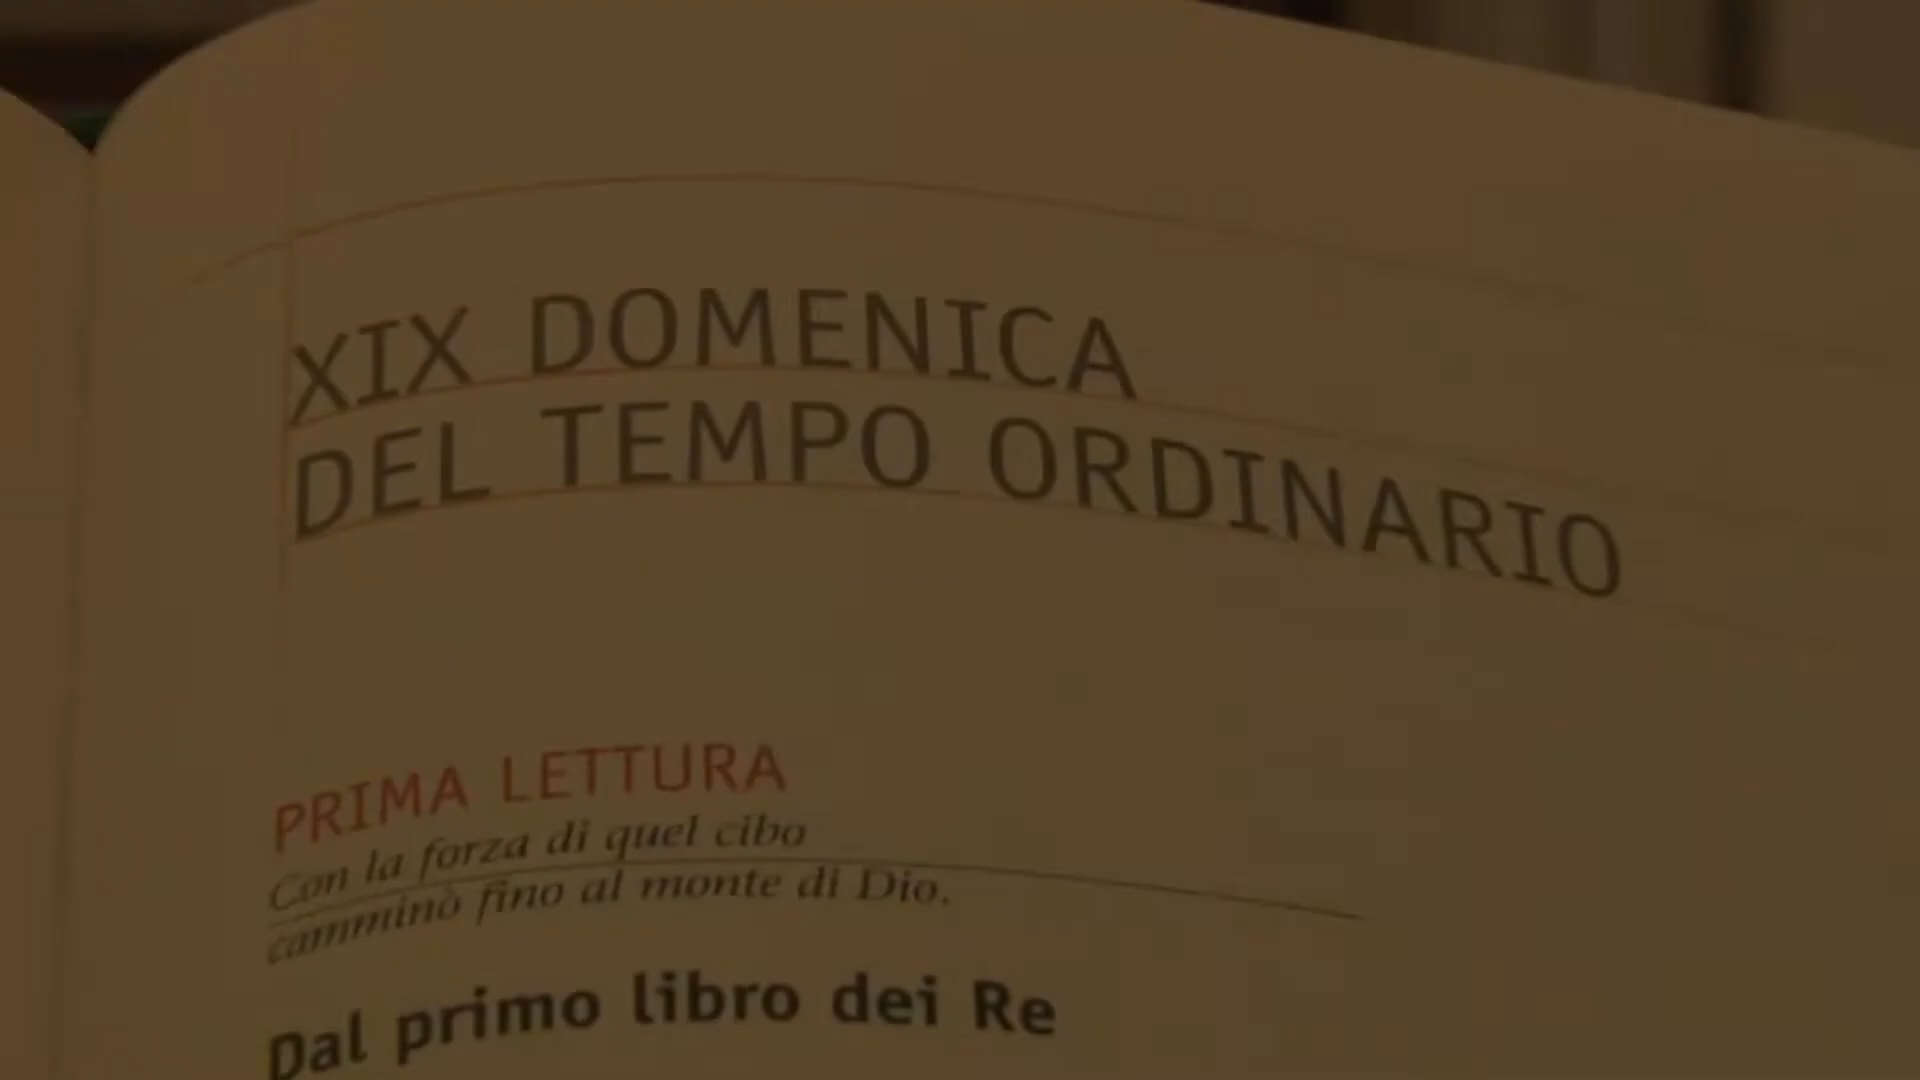 XIX DOMENICA
DEL TEMPO ORDINARIO
PRIMA LETTURA
Con la forza di quel cibo
camminò fino al monte di Dio.
Dal primo libro dei Re